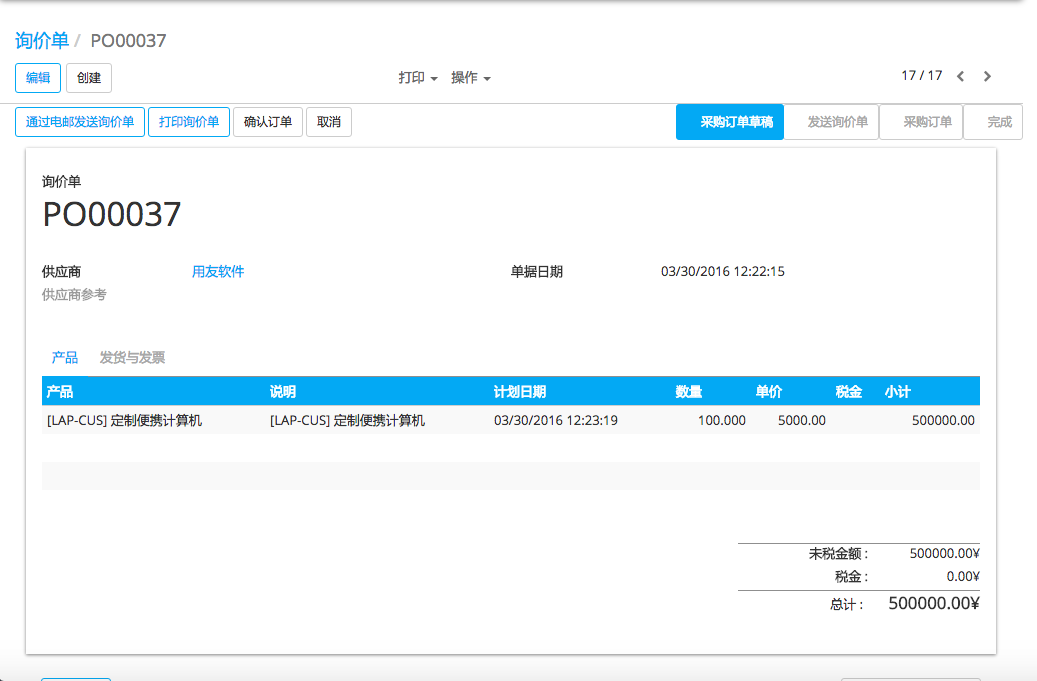 询价单 / PO00037
编辑 创建 打印 操作 17 / 17
通过电邮发送询价单 打印询价单 确认订单 取消 采购订单草稿 发送询价单 采购订单 完成
询价单
PO00037
供应商 用友软件 单据日期 03/30/2016 12:22:15
供应商参考
产品 发货与发票
产品 说明 计划日期 数量 单价 税金 小计
[LAP-CUS] 定制便携计算机 [LAP-CUS] 定制便携计算机 03/30/2016 12:23:19 100.000 5000.00 500000.00
未税金额 : 500000.00¥
税金 : 0.00¥
总计 : 500000.00¥